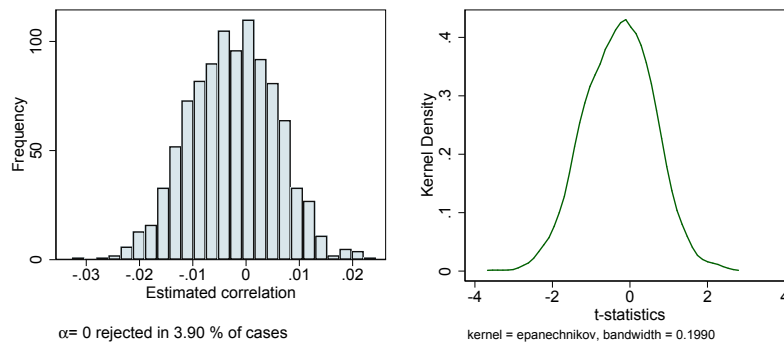 100
50
0
Frequency
-.03 -.02 -.01 0 .01 .02
Estimated correlation
α= 0 rejected in 3.90 % of cases
.4
.3
.2
.1
0
Kernel Density
-4 -2 0 2 4
t-statistics
kernel = epanechnikov, bandwidth = 0.1990